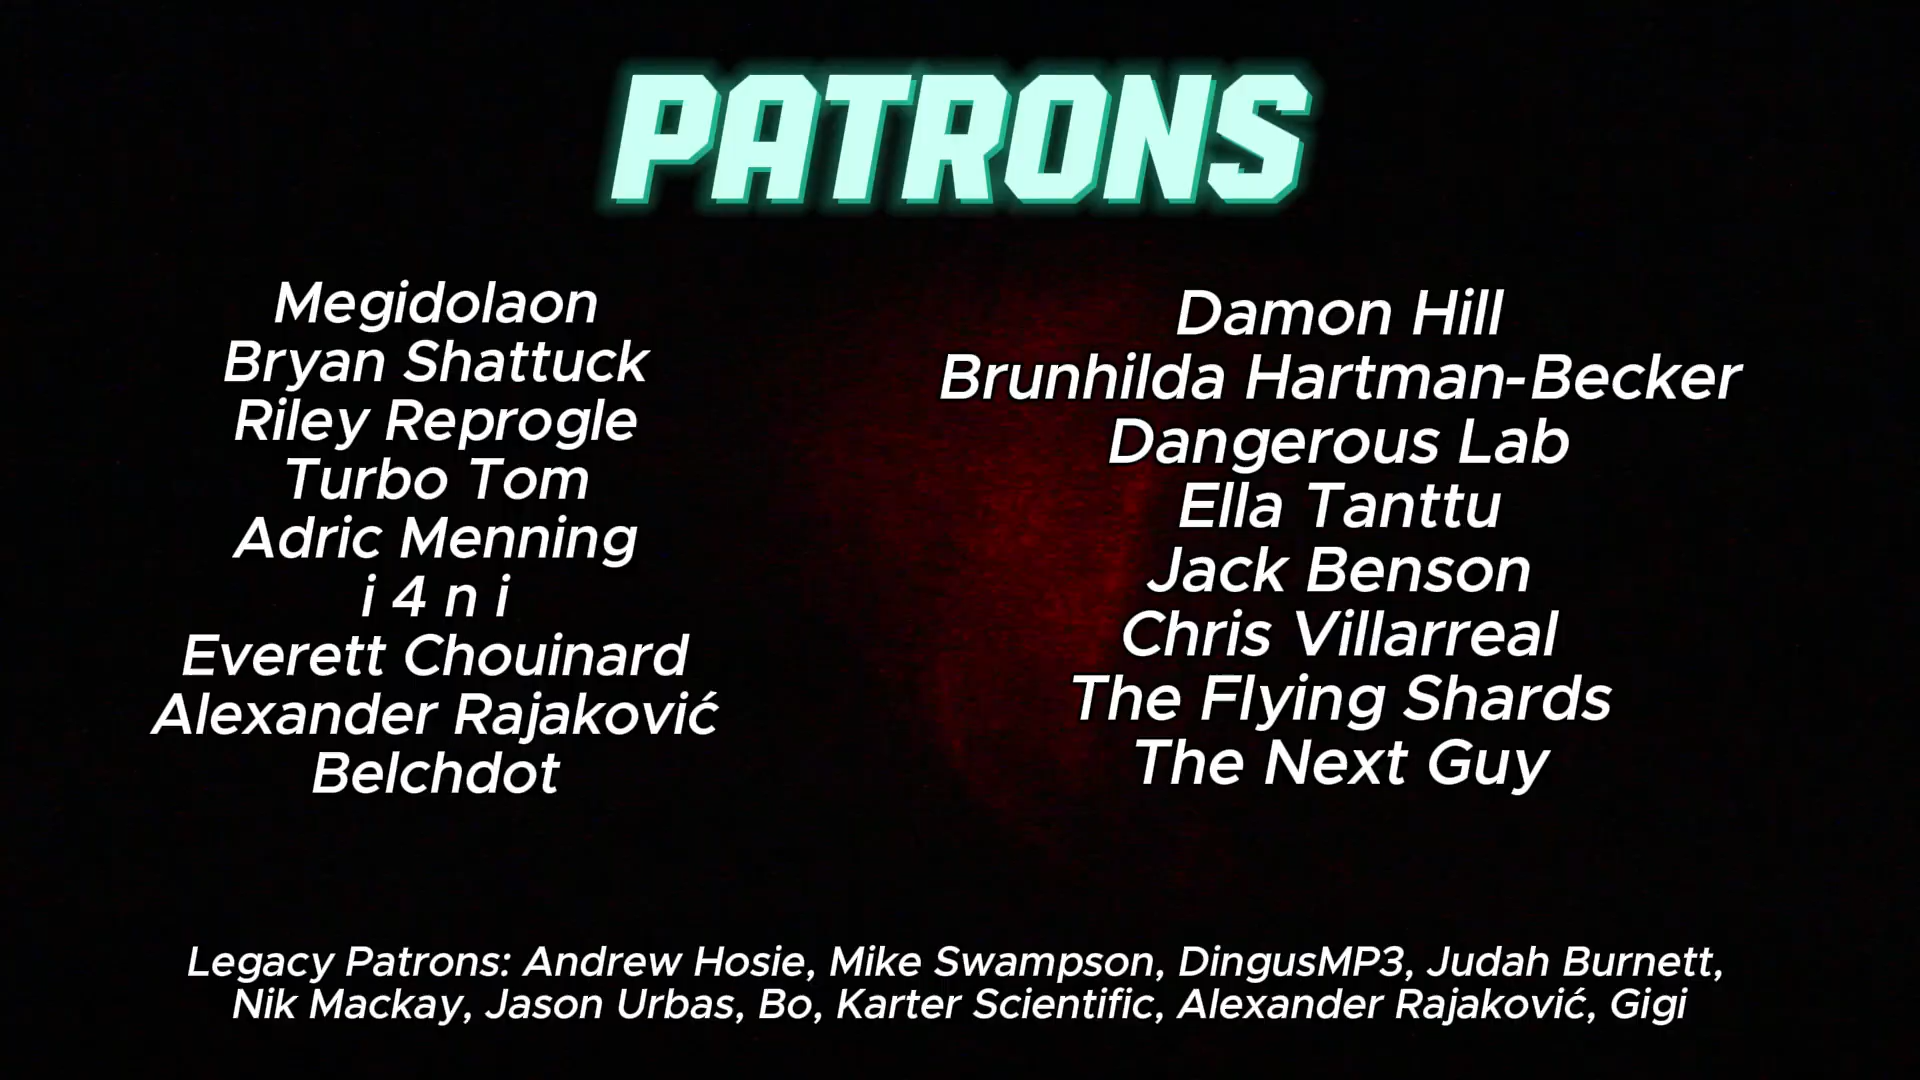 PATRONS
Megidolaon
Bryan Shattuck
Riley Reprogle
Turbo Tom
Adric Menning
i 4 n i
Everett Chouinard
Alexander Rajaković
Belchdot
Damon Hill
Brunhilda Hartman-Becker
Dangerous Lab
Ella Tanttu
Jack Benson
Chris Villarreal
The Flying Shards
The Next Guy
Legacy Patrons: Andrew Hosie, Mike Swampson, DingusMP3, Judah Burnett,
Nik Mackay, Jason Urbas, Bo, Karter Scientific, Alexander Rajaković, Gigi